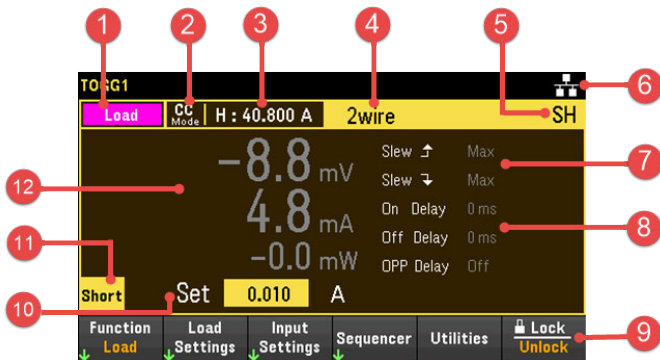 1 2 3 4 5
TOGG1
6
Load CC Mode H : 40.800 A 2wire SH
-8.8 mV Slew Max
7
Slew Max
12
4.8 mA On Delay 0 ms
8
Off Delay 0 ms
11
-0.0 mW OPP Delay Off
Short Set 0.010 A
10
Function Load Input Sequencer Utilities Lock
Load Settings Settings Unlock
9